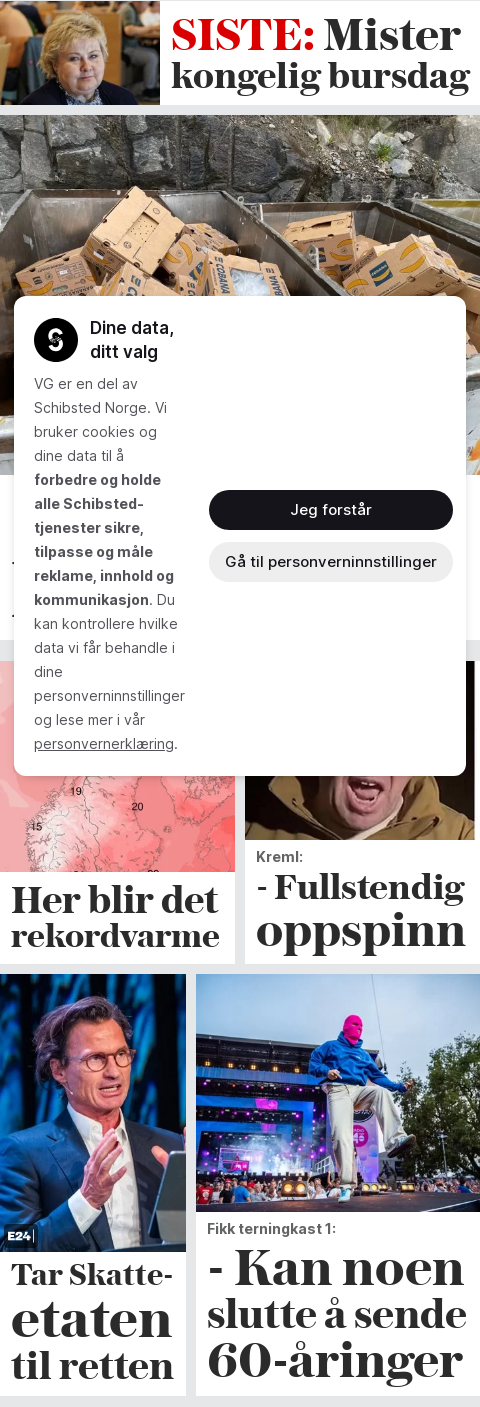 SISTE: Mister
kongelig bursdag
COBANA
Dine data,
ditt valg
VG er en del av
Schibsted Norge. Vi
bruker cookies og
dine data til å
forbedre og holde
alle Schibsted-
tjenester sikre,
tilpasse og måle
reklame, innhold og
kommunikasjon. Du
kan kontrollere hvilke
data vi får behandle i
dine
personverninnstillinger
og lese mer i vår
personvernerklæring.
Jeg forstår
Gå til personverninnstillinger
19
20
15
Her blir det
rekordvarme
Kreml:
- Fullstendig
oppspinn
E24
Tar Skatte-
etaten
til retten
Fikk terningkast 1:
- Kan noen
slutte å sende
60-åringer